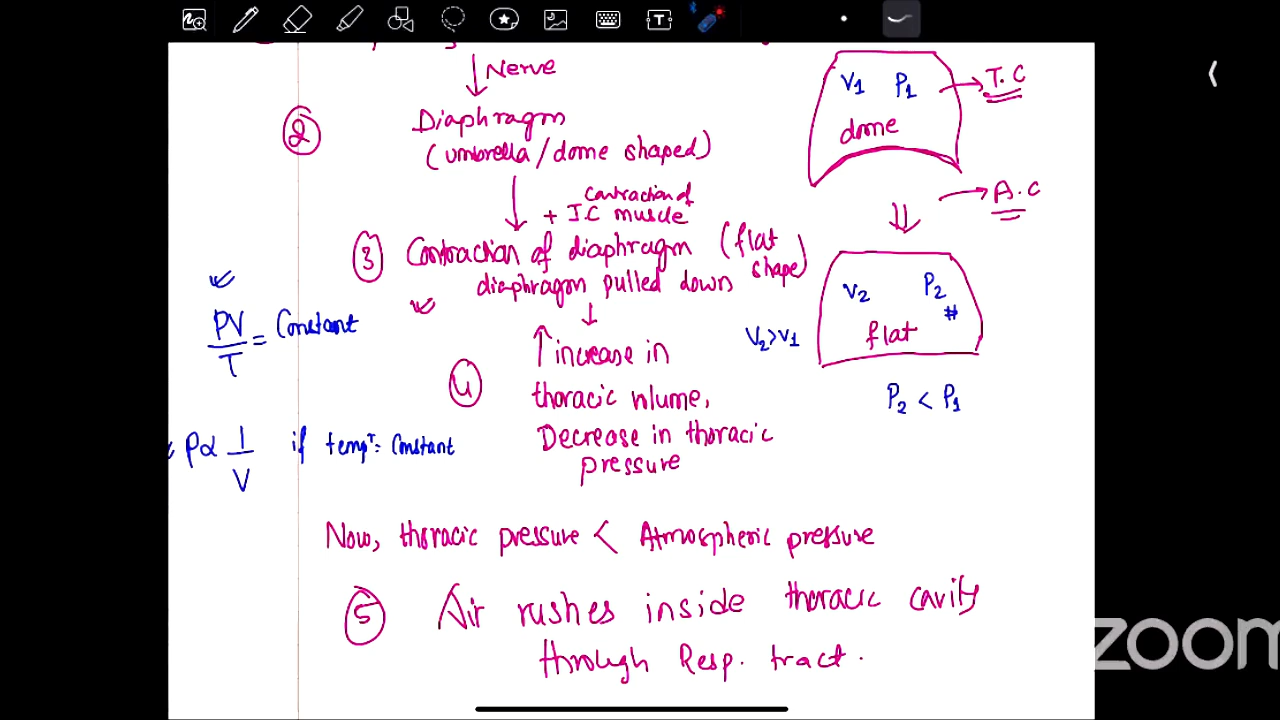 Nerve
②
Diaphragm
(umbrella/dome shaped)
contraction of
+ I.C muscle
③ Contraction of diaphragm (flat shape)
diaphragm pulled down
↑ increase in
④ thoracic volume,
Decrease in thoracic
pressure
PV/T = Constant
P∝ 1/V if temp^r = Constant
V1 P1
dome
→ T.C
→ A.C
V2 P2
#
flat
V2>V1
P2 < P1
Now, thoracic pressure < Atmospheric pressure
⑤ Air rushes inside thoracic cavity
through Resp. tract.
zoom